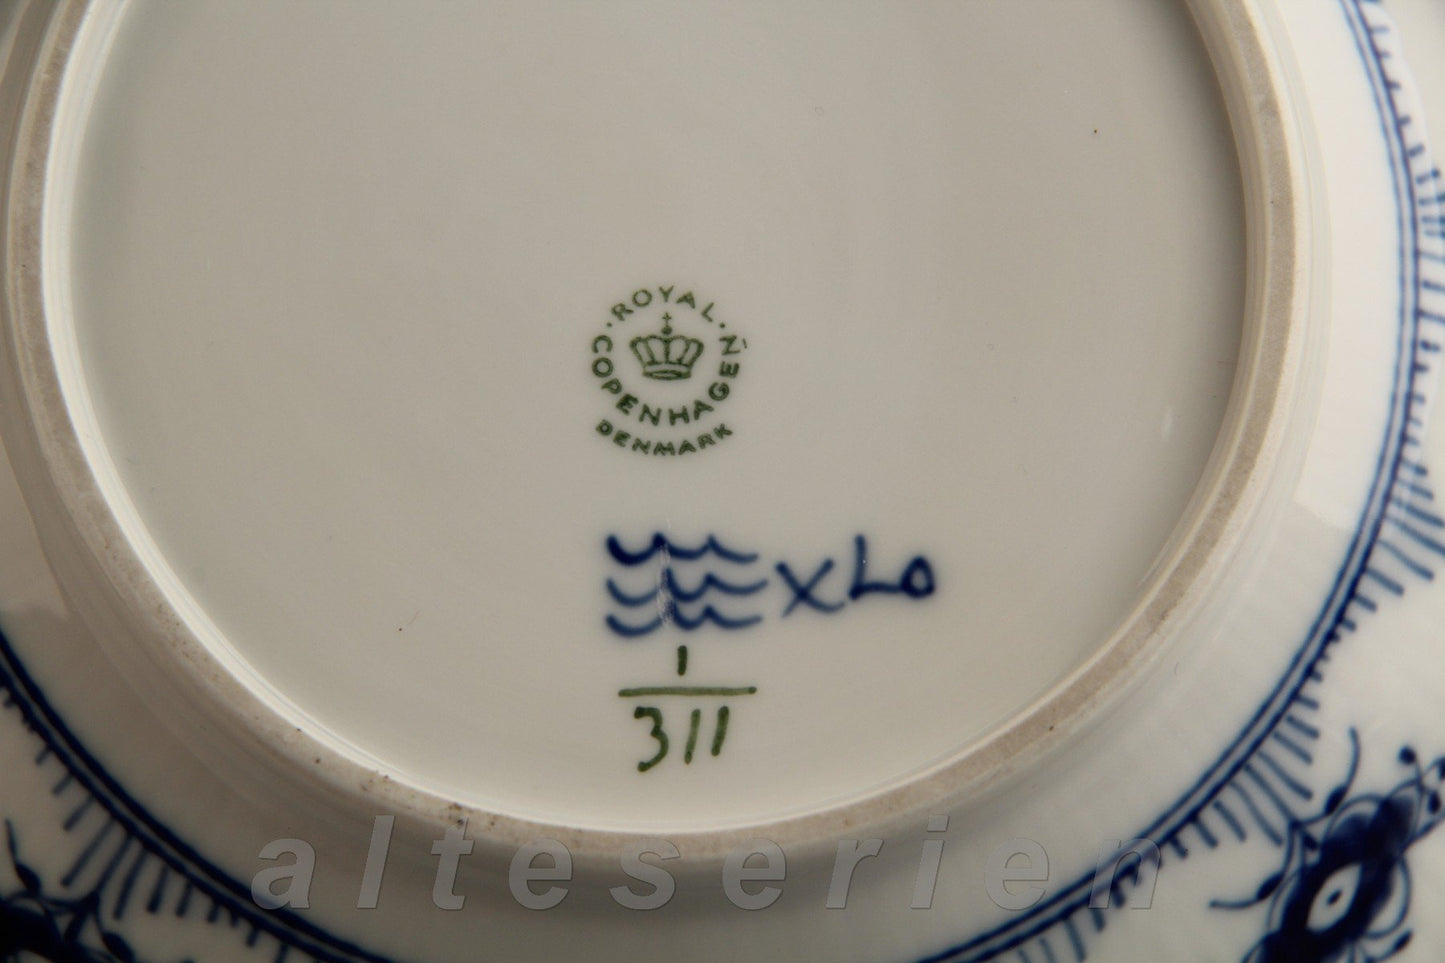 ROYAL
COPENHAGEN
DENMARK
XLo
1
311
alteserien